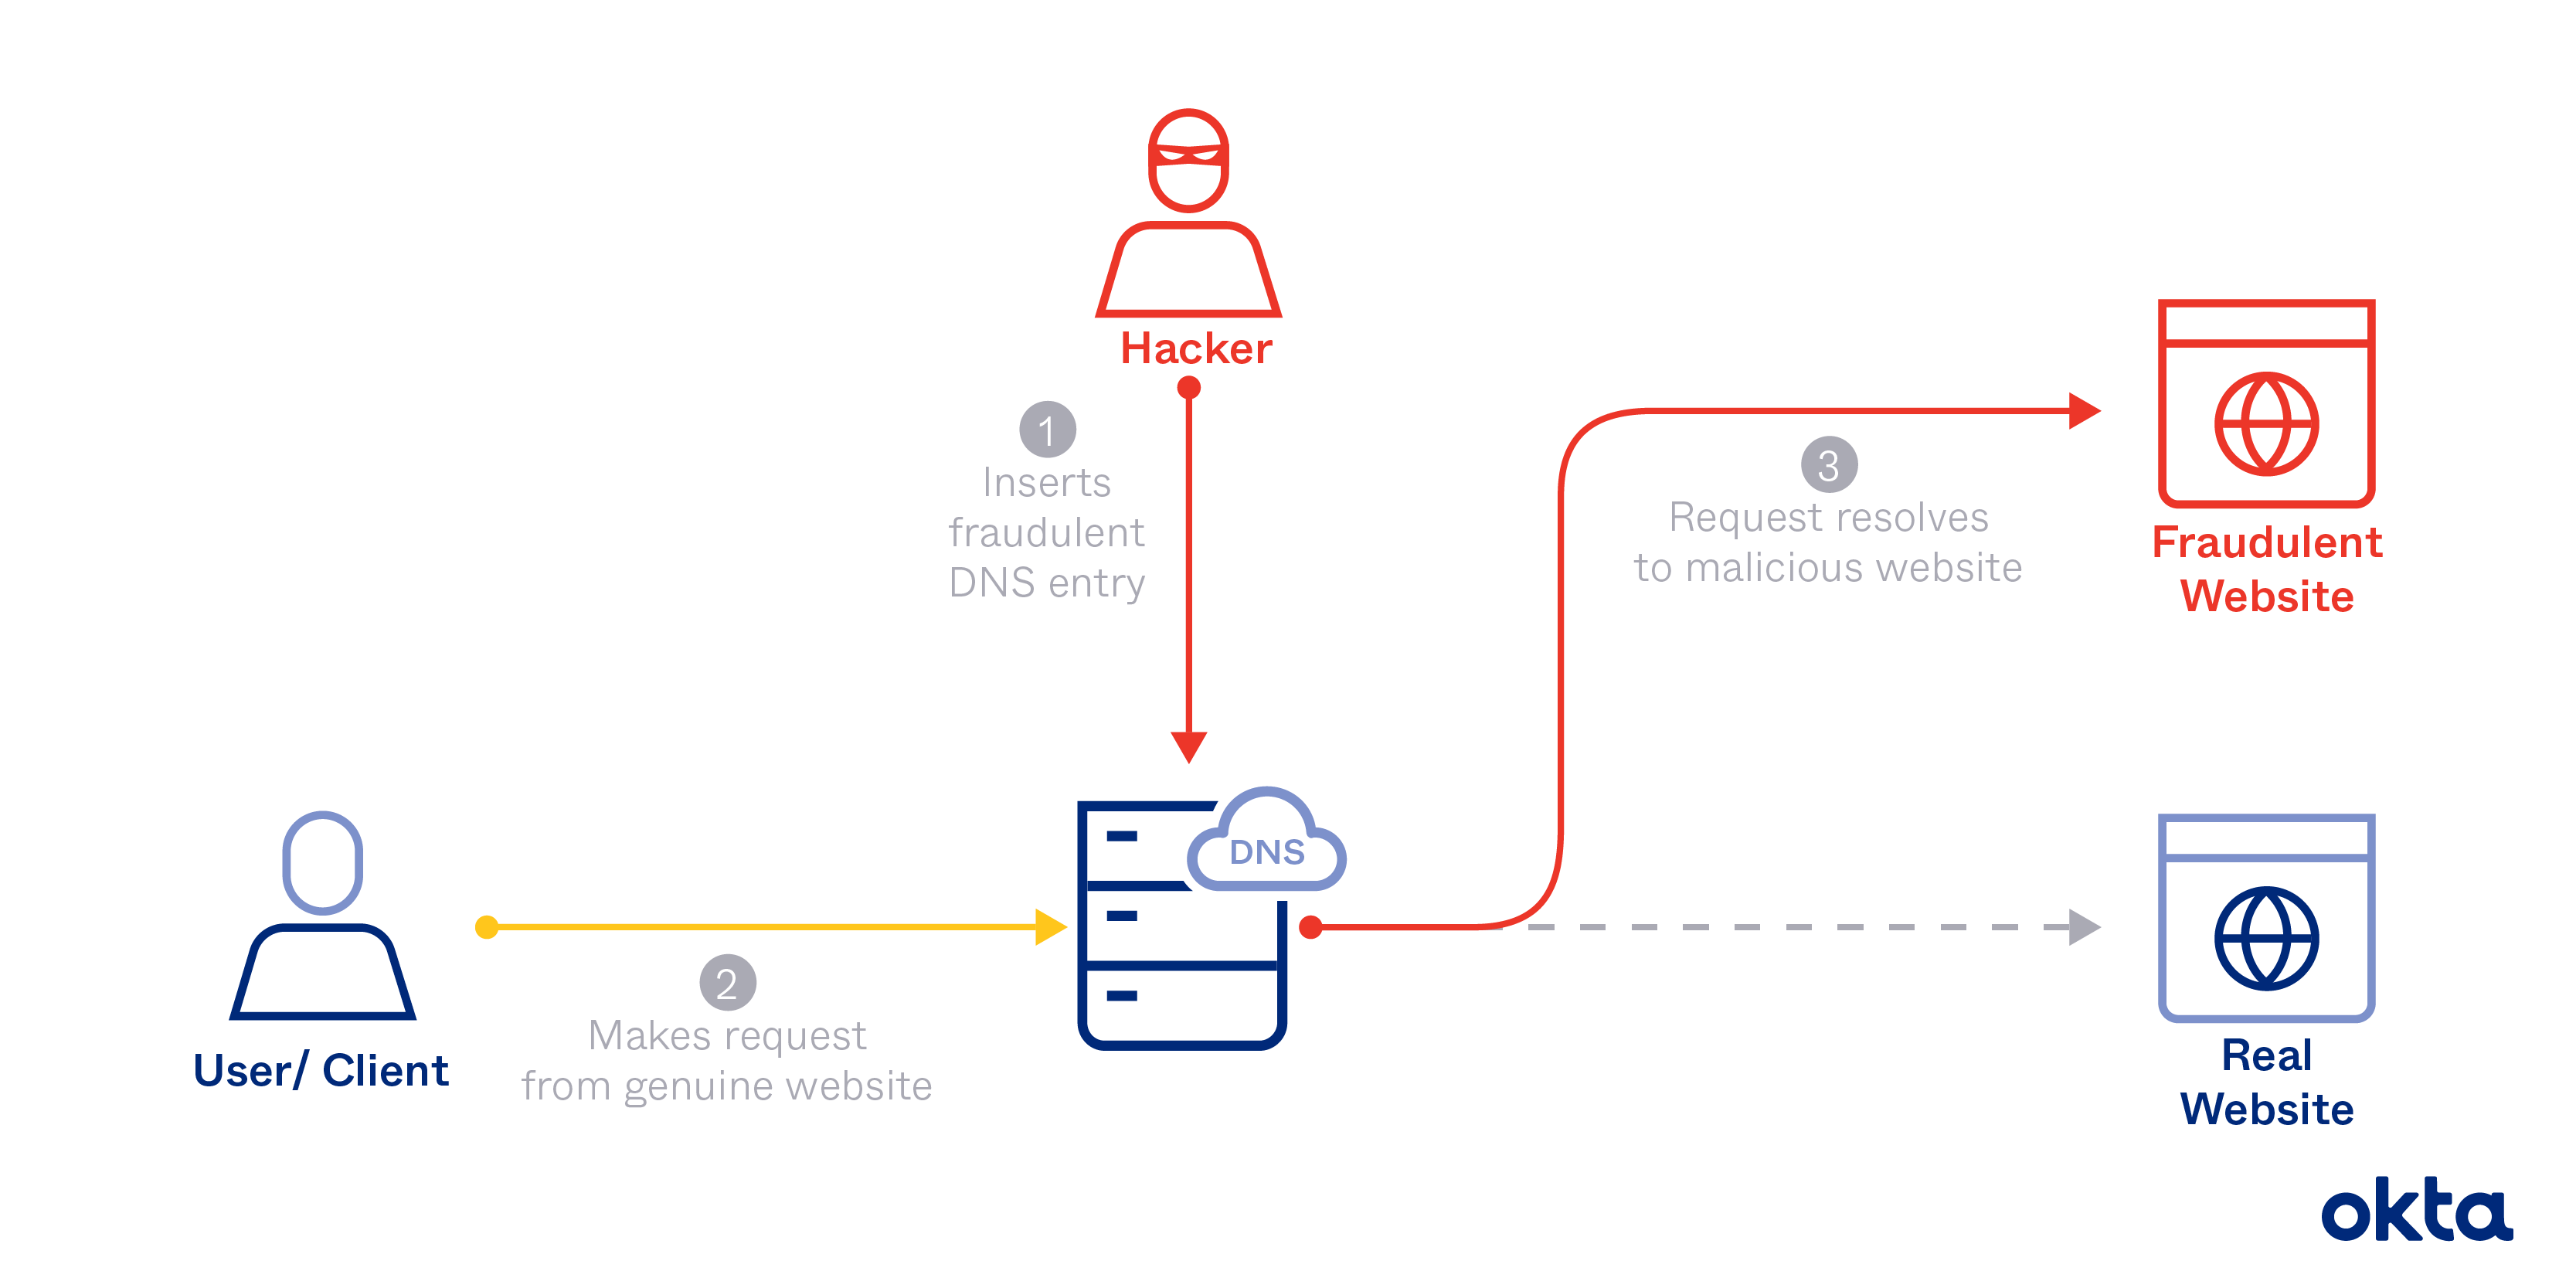 Hacker
1
Inserts
fraudulent
DNS entry
3
Request resolves
to malicious website
Fraudulent
Website
DNS
User/ Client
2
Makes request
from genuine website
Real
Website
okta